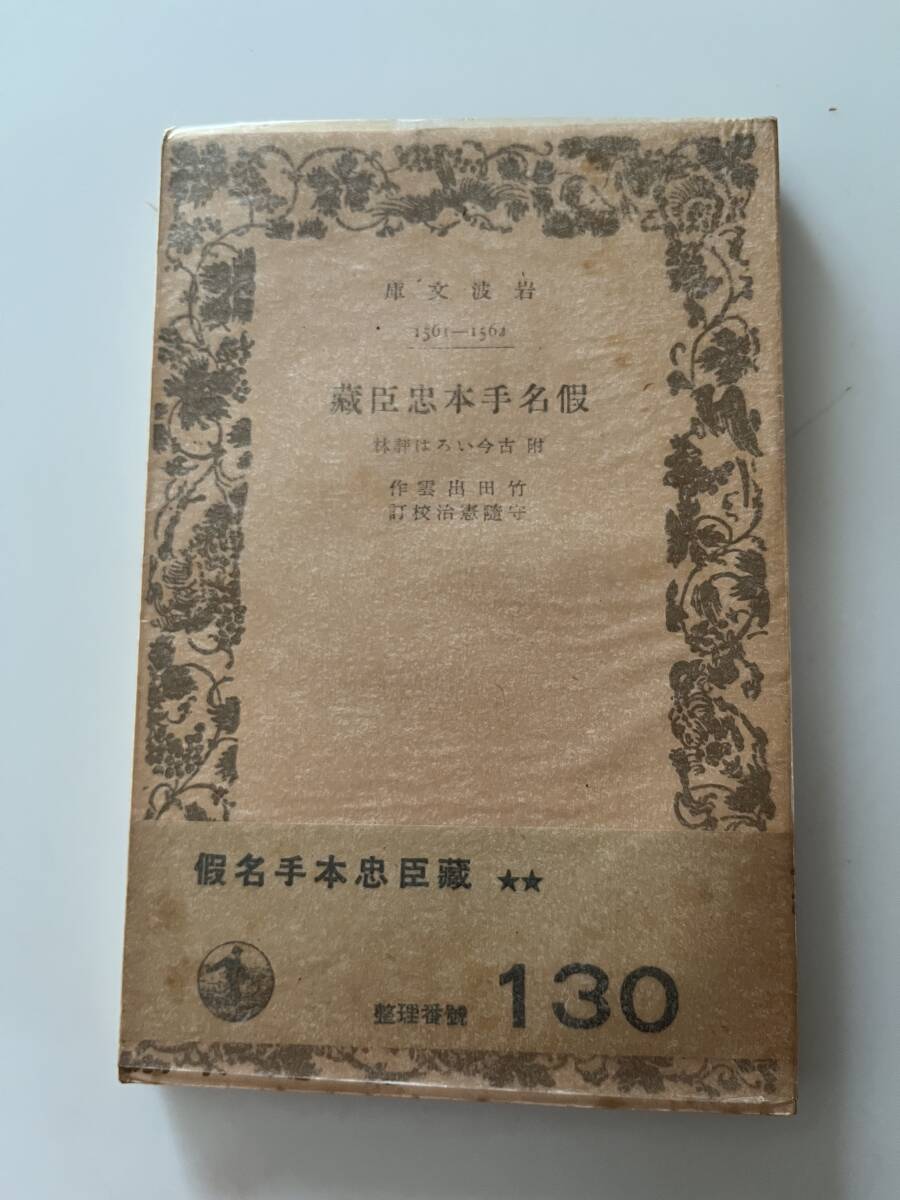 岩波文庫
1561—1562
假名手本忠臣藏
附 古今いろは評林
竹田出雲作
守隨憲治校訂
假名手本忠臣藏 ★★
整理番號 130